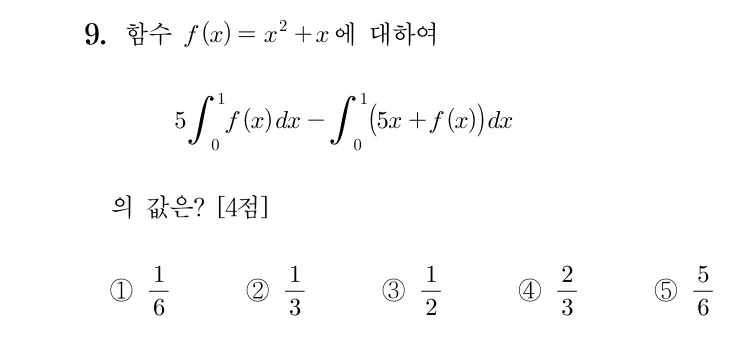 9. 함수 f(x) = x² + x에 대하여
5∫₀¹ f(x)dx − ∫₀¹ (5x + f(x))dx
의 값은? [4점]
① 1/6 ② 1/3 ③ 1/2 ④ 2/3 ⑤ 5/6